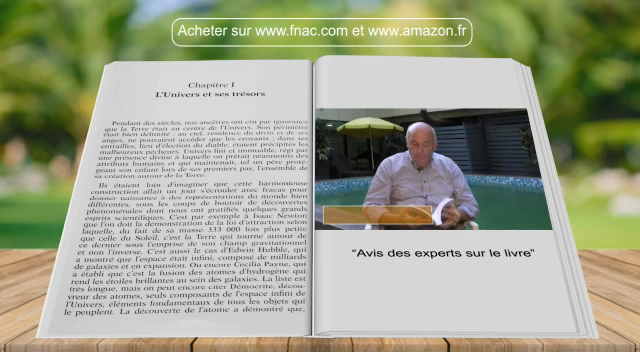 Acheter sur www.fnac.com et www.amazon.fr
Chapitre I
L'Univers et ses trésors
Pendant des siècles, nos ancêtres ont cru par ignorance
que la Terre était au centre de l'Univers. Son périmètre
était bien délimité : au ciel, résidence du divin et de ses
anges, ne pouvaient accéder que les croyants ; dans ses
entrailles, lieu d'élection du diable, étaient précipités les
malheureux pécheurs. Univers fini et immuable, régi par
une présence divine à laquelle on prêtait néanmoins des
attributs humains et qui maintenait, tel un père proté-
geant son enfant lors de ses premiers pas, l'ensemble de
sa création autour de la Terre.
Ils étaient loin d'imaginer que cette harmonieuse
construction allait un jour s'écrouler avec fracas pour
donner naissance à des représentations du monde bien
différentes, sous les coups de boutoir de découvertes
phénoménales dont nous ont gratifiés quelques grands
esprits scientifiques. C'est par exemple à Isaac Newton
que l'on doit la démonstration de la loi d'attraction selon
laquelle, du fait de sa masse 333 000 fois plus petite
que celle du Soleil, c'est la Terre qui tourne autour de
ce dernier sous l'emprise de son champ gravitationnel
et non l'inverse. C'est aussi le cas d'Edwin Hubble, qui
a montré que l'espace était infini, composé de milliards
de galaxies et en expansion. Ou encore Cecilia Payne, qui
a établi que c'est la fusion des atomes d'hydrogène qui
rend les étoiles brillantes au sein des galaxies. La liste est
très longue, mais on peut encore citer Démocrite, décou-
vreur des atomes, seuls composants de l'espace infini de
l'Univers, éléments fondamentaux de tous les objets qui
le peuplent. La découverte de l'atome a démontré que,
“Avis des experts sur le livre”